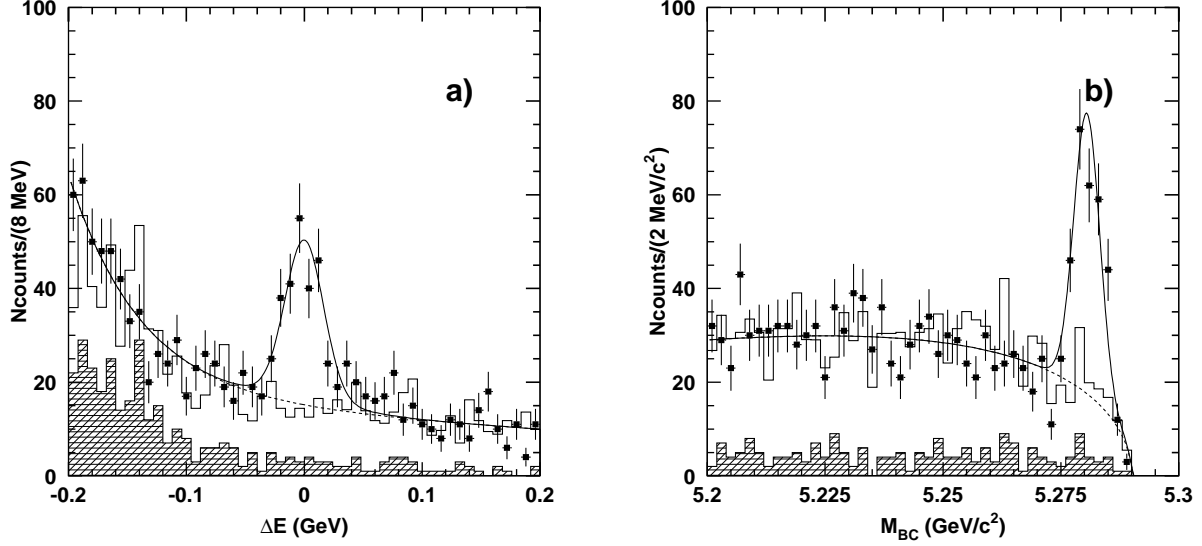 a)
Ncounts/(8 MeV)
100
80
60
40
20
0
-0.2 -0.1 0 0.1 0.2
ΔE (GeV)
b)
Ncounts/(2 MeV/c²)
100
80
60
40
20
0
5.2 5.225 5.25 5.275 5.3
M_BC (GeV/c²)